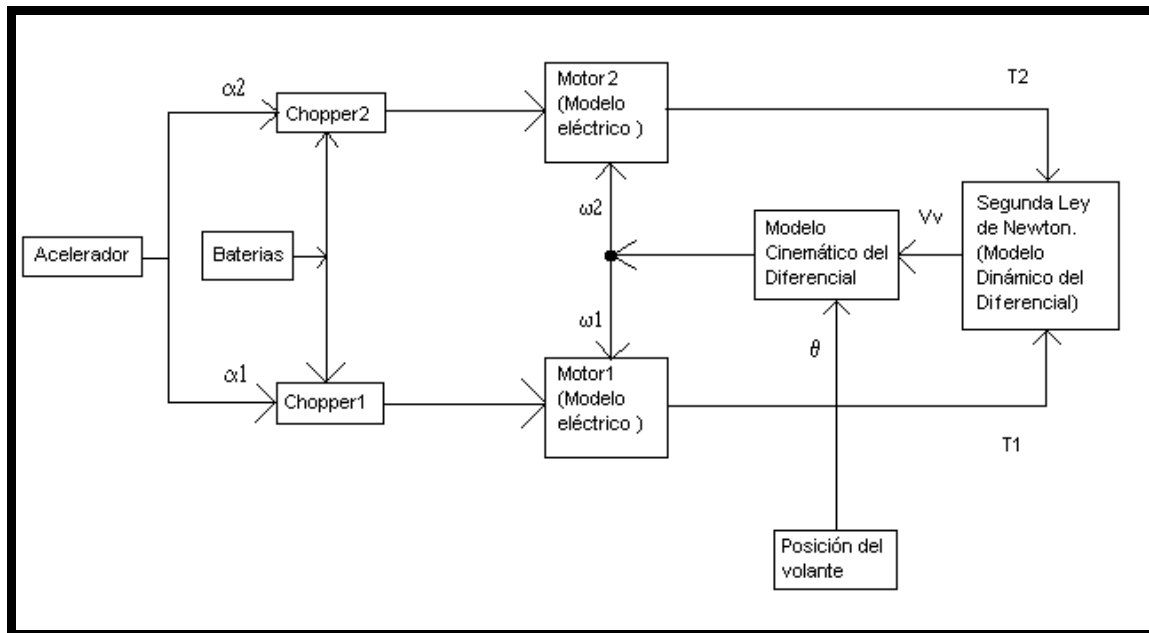 α2
Chopper2
Motor2
(Modelo
eléctrico )
T2
Acelerador
Baterias
ω2
Modelo
Cinemático del
Diferencial
Vv
Segunda Ley
de Newton.
(Modelo
Dinámico del
Diferencial)
α1
Chopper1
ω1
Motor1
(Modelo
eléctrico )
θ
T1
Posición del
volante